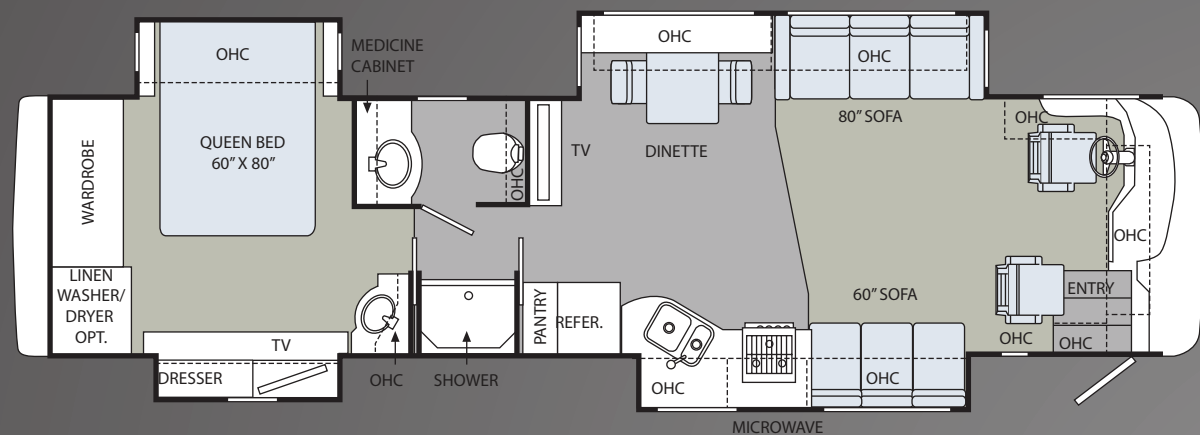 OHC
MEDICINE
CABINET
OHC
OHC
QUEEN BED
60” X 80”
WARDROBE
TV
DINETTE
80” SOFA
OHC
OHC
OHC
LINEN
WASHER/
DRYER
OPT.
TV
DRESSER
OHC
SHOWER
PANTRY
REFER.
OHC
MICROWAVE
60” SOFA
OHC
ENTRY
OHC
OHC